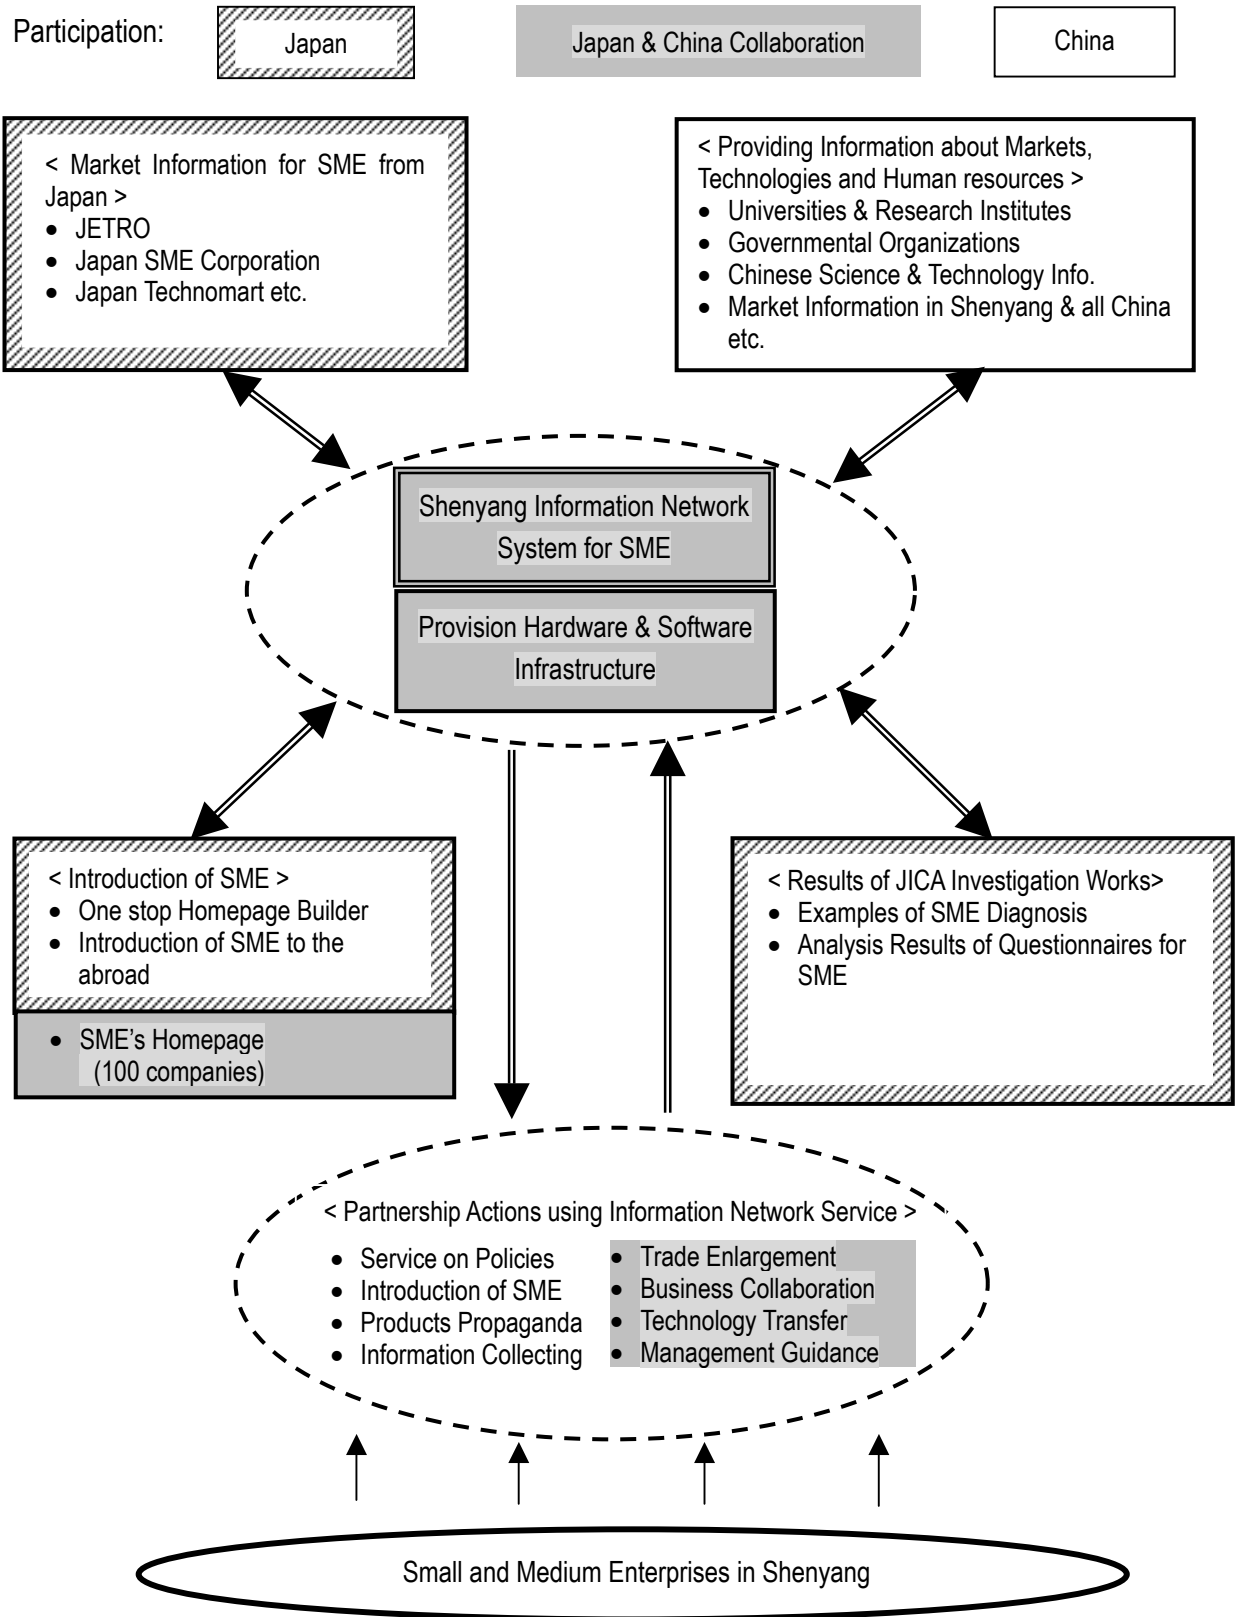 Participation:
Japan
Japan & China Collaboration
China
< Market Information for SME from
Japan >
● JETRO
● Japan SME Corporation
● Japan Technomart etc.
< Providing Information about Markets,
Technologies and Human resources >
● Universities & Research Institutes
● Governmental Organizations
● Chinese Science & Technology Info.
● Market Information in Shenyang & all China
etc.
Shenyang Information Network
System for SME
Provision Hardware & Software
Infrastructure
< Introduction of SME >
● One stop Homepage Builder
● Introduction of SME to the
abroad
● SME's Homepage
(100 companies)
< Results of JICA Investigation Works>
● Examples of SME Diagnosis
● Analysis Results of Questionnaires for
SME
< Partnership Actions using Information Network Service >
● Service on Policies
● Introduction of SME
● Products Propaganda
● Information Collecting
● Trade Enlargement
● Business Collaboration
● Technology Transfer
● Management Guidance
Small and Medium Enterprises in Shenyang